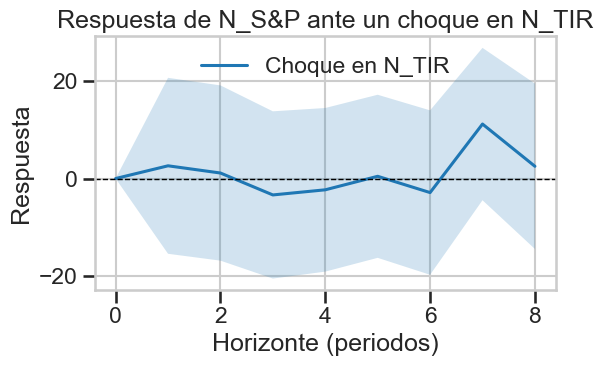 Respuesta de N_S&P ante un choque en N_TIR
Choque en N_TIR
Respuesta
20
0
−20
0 2 4 6 8
Horizonte (periodos)